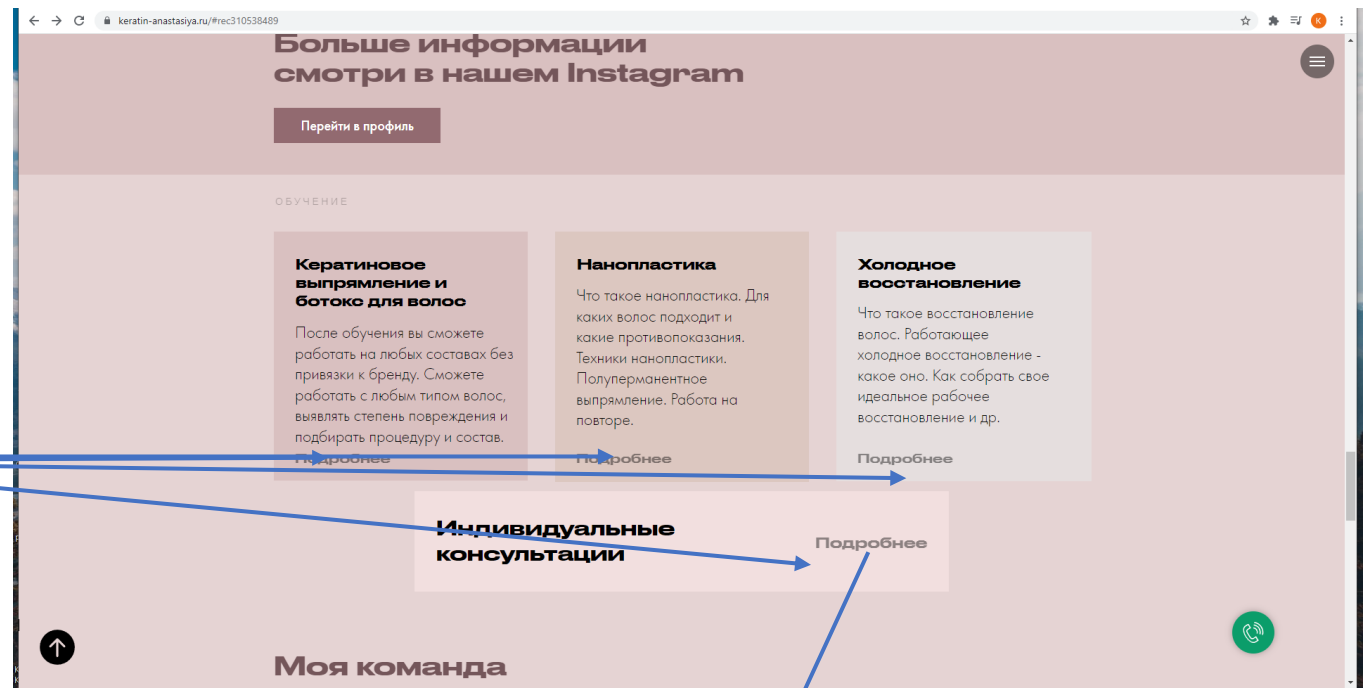 keratin-anastasiya.ru/#rec310538489
K
Больше информации
смотри в нашем Instagram
Перейти в профиль
ОБУЧЕНИЕ
Кератиновое
выпрямление и
ботокс для волос
После обучения вы сможете
работать на любых составах без
привязки к бренду. Сможете
работать с любым типом волос,
выявлять степень повреждения и
подбирать процедуру и состав.
Подробнее
Нанопластика
Что такое нанопластика. Для
каких волос подходит и
какие противопоказания.
Техники нанопластики.
Полуперманентное
выпрямление. Работа на
повторе.
Подробнее
Холодное
восстановление
Что такое восстановление
волос. Работающее
холодное восстановление -
какое оно. Как собрать свое
идеальное рабочее
восстановление и др.
Подробнее
Индивидуальные
консультации
Подробнее
Моя команда